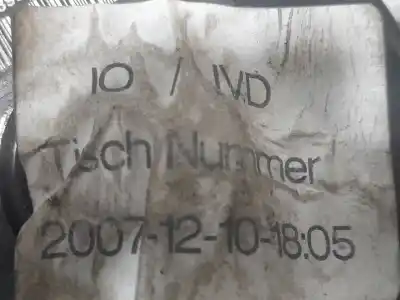 IO / IVD
Tisch Nummer
2007-12-10-18:05